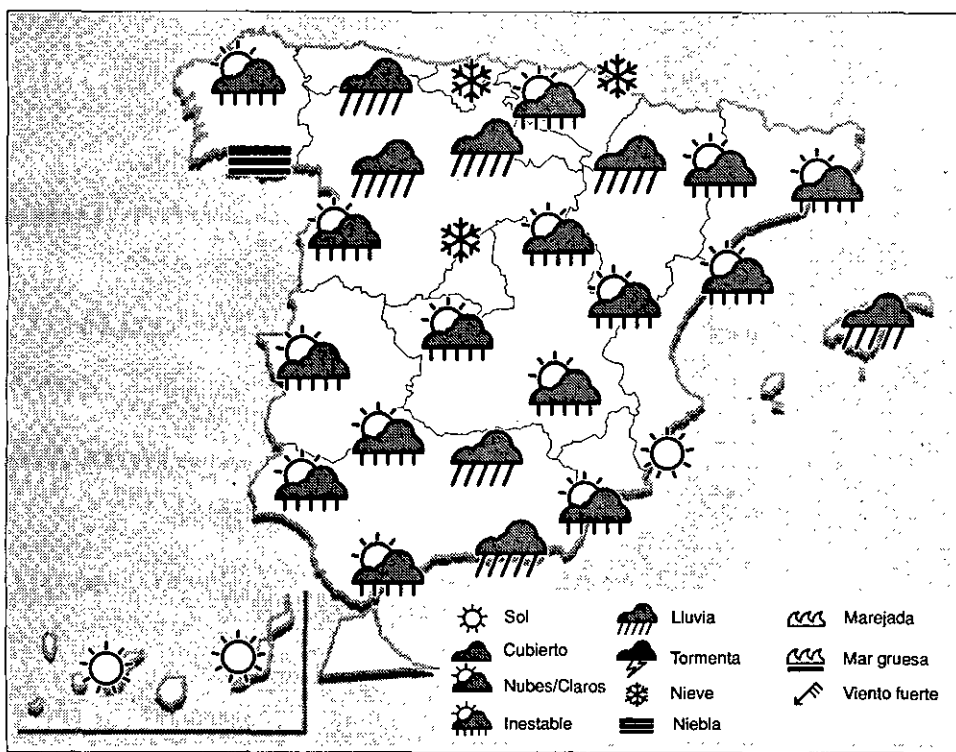 Sol
Cubierto
Nubes/Claros
Inestable
Lluvia
Tormenta
Nieve
Niebla
Marejada
Mar gruesa
Viento fuerte